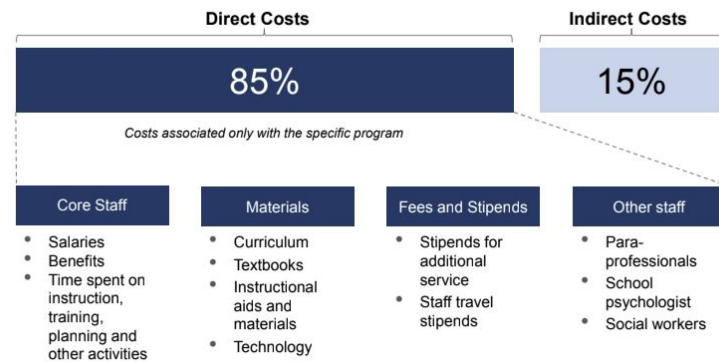 Direct Costs
Indirect Costs
85%
15%
Costs associated only with the specific program
Core Staff
• Salaries
• Benefits
• Time spent on
instruction,
training,
planning and
other activities
Materials
• Curriculum
• Textbooks
• Instructional
aids and
materials
• Technology
Fees and Stipends
• Stipends for
additional
service
• Staff travel
stipends
Other staff
• Para-
professionals
• School
psychologist
• Social workers